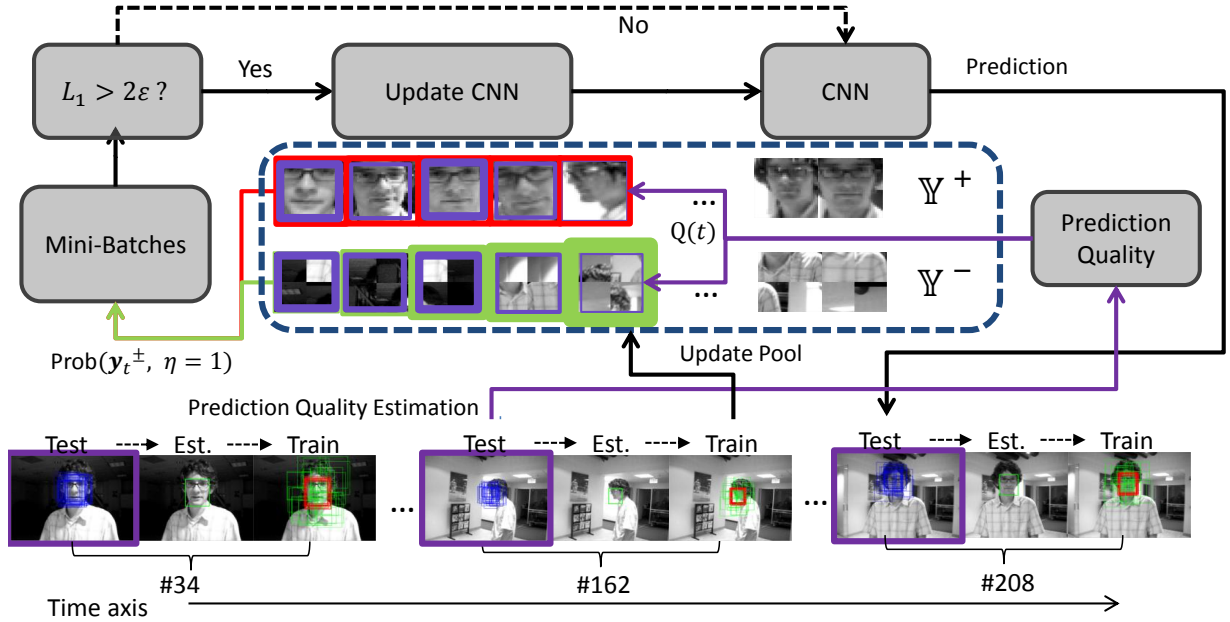 No
L₁ > 2ε ?
Yes
Update CNN
CNN
Prediction
Mini-Batches
...
Q(t)
...
𝕐⁺
𝕐⁻
Prediction
Quality
Prob(𝒚ₜ±, η = 1)
Update Pool
Prediction Quality Estimation
Test
Est.
Train
...
Test
Est.
Train
...
Test
Est.
Train
#34
#162
#208
Time axis